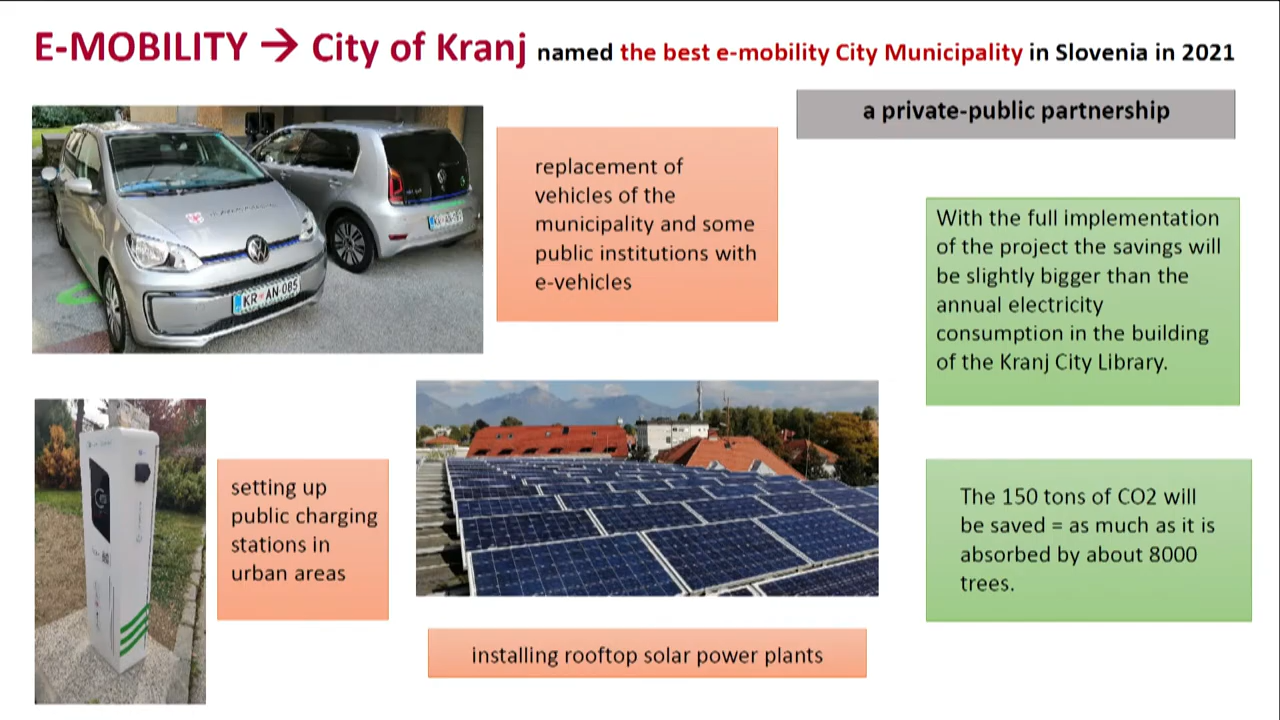 E-MOBILITY → City of Kranj named the best e-mobility City Municipality in Slovenia in 2021
a private-public partnership
replacement of
vehicles of the
municipality and some
public institutions with
e-vehicles
With the full implementation
of the project the savings will
be slightly bigger than the
annual electricity
consumption in the building
of the Kranj City Library.
KR AN-085
setting up
public charging
stations in
urban areas
The 150 tons of CO2 will
be saved = as much as it is
absorbed by about 8000
trees.
installing rooftop solar power plants